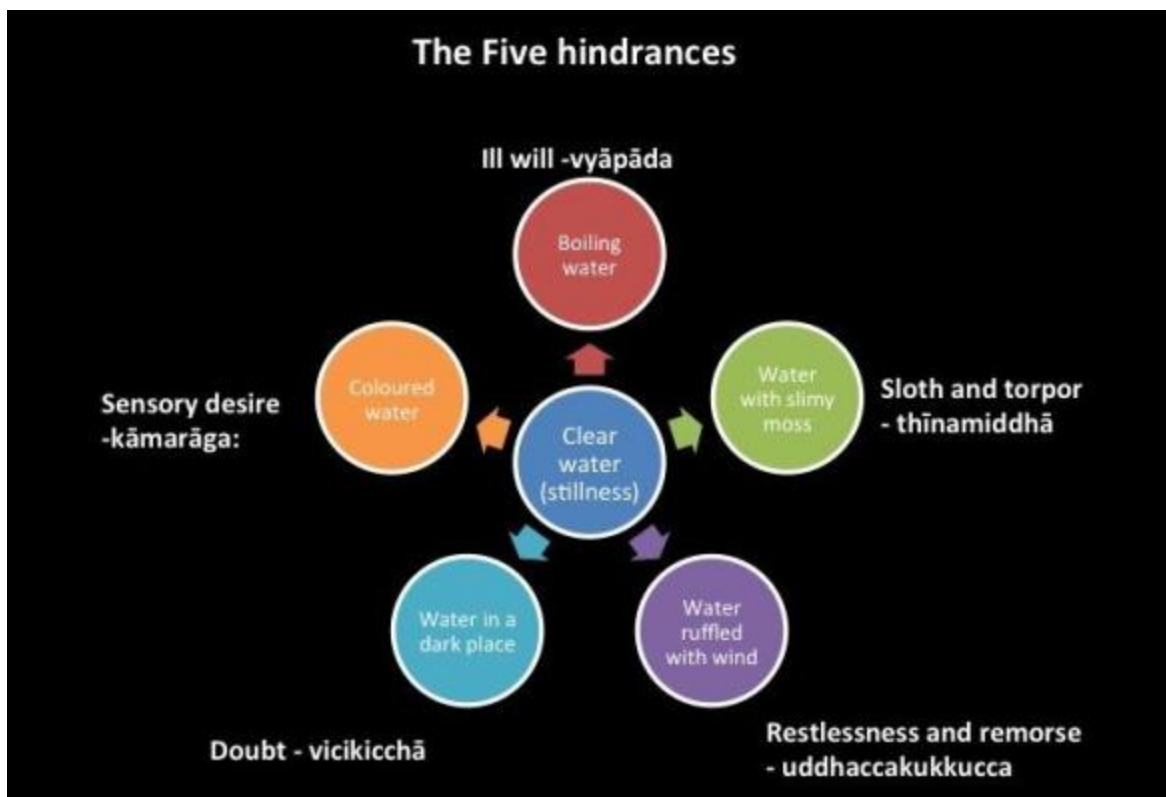 The Five hindrances
Ill will -vyāpāda
Boiling
water
Coloured
water
Sensory desire
-kāmarāga:
Water
with slimy
moss
Sloth and torpor
- thīnamiddhā
Clear
water
(stillness)
Water in a
dark place
Doubt - vicikicchā
Water
ruffled
with wind
Restlessness and remorse
- uddhaccakukkucca